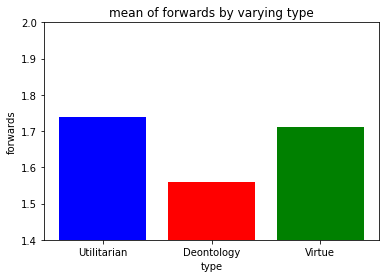 mean of forwards by varying type
2.0
1.9
1.8
1.7
1.6
1.5
1.4
forwards
Utilitarian Deontology Virtue
type